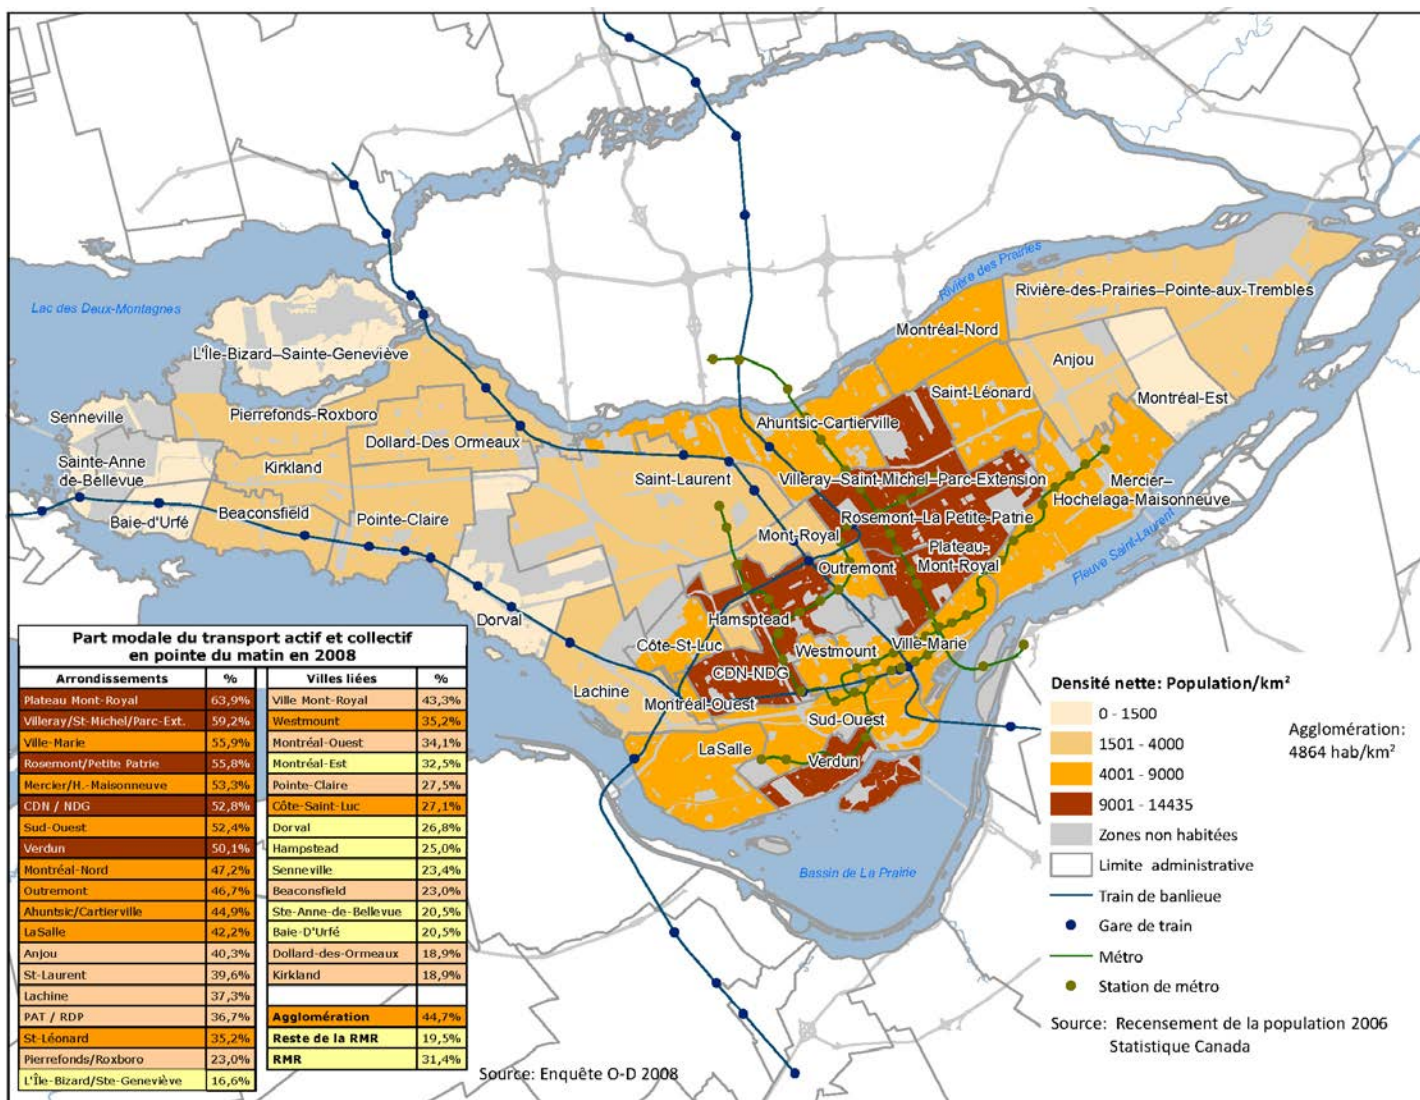 Rivière des Prairies
Lac des Deux-Montagnes
Rivière-des-Prairies–Pointe-aux-Trembles
Montréal-Nord
L'Île-Bizard–Sainte-Geneviève
Anjou
Saint-Léonard
Montréal-Est
Senneville
Pierrefonds-Roxboro
Ahuntsic-Cartierville
Dollard-Des Ormeaux
Sainte-Anne
de-Bellevue
Kirkland
Saint-Laurent
Villeray–Saint-Michel–Parc-Extension
Mercier–
Hochelaga-Maisonneuve
Baie-d'Urfé
Beaconsfield
Pointe-Claire
Rosemont–La Petite-Patrie
Mont-Royal
Plateau-
Mont-Royal
Outremont
Fleuve Saint-Laurent
Dorval
Hamsptead
Côte-St-Luc
Westmount
Ville-Marie
CDN-NDG
Lachine
Montréal-Ouest
Sud-Ouest
LaSalle
Verdun
Bassin de La Prairie
Part modale du transport actif et collectif
en pointe du matin en 2008
Arrondissements % Villes liées %
Plateau Mont-Royal 63,9% Ville Mont-Royal 43,3%
Villeray/St-Michel/Parc-Ext. 59,2% Westmount 35,2%
Ville-Marie 55,9% Montréal-Ouest 34,1%
Rosemont/Petite Patrie 55,8% Montréal-Est 32,5%
Mercier/H.-Maisonneuve 53,3% Pointe-Claire 27,5%
CDN / NDG 52,8% Côte-Saint-Luc 27,1%
Sud-Ouest 52,4% Dorval 26,8%
Verdun 50,1% Hampstead 25,0%
Montréal-Nord 47,2% Senneville 23,4%
Outremont 46,7% Beaconsfield 23,0%
Ahuntsic/Cartierville 44,9% Ste-Anne-de-Bellevue 20,5%
LaSalle 42,2% Baie-D'Urfé 20,5%
Anjou 40,3% Dollard-des-Ormeaux 18,9%
St-Laurent 39,6% Kirkland 18,9%
Lachine 37,3%
PAT / RDP 36,7% Agglomération 44,7%
St-Léonard 35,2% Reste de la RMR 19,5%
Pierrefonds/Roxboro 23,0% RMR 31,4%
L'Île-Bizard/Ste-Geneviève 16,6%
Source: Enquête O-D 2008
Densité nette: Population/km²
0 - 1500
1501 - 4000
4001 - 9000
9001 - 14435
Zones non habitées
Limite administrative
Train de banlieue
Gare de train
Métro
Station de métro
Agglomération:
4864 hab/km²
Source: Recensement de la population 2006
Statistique Canada